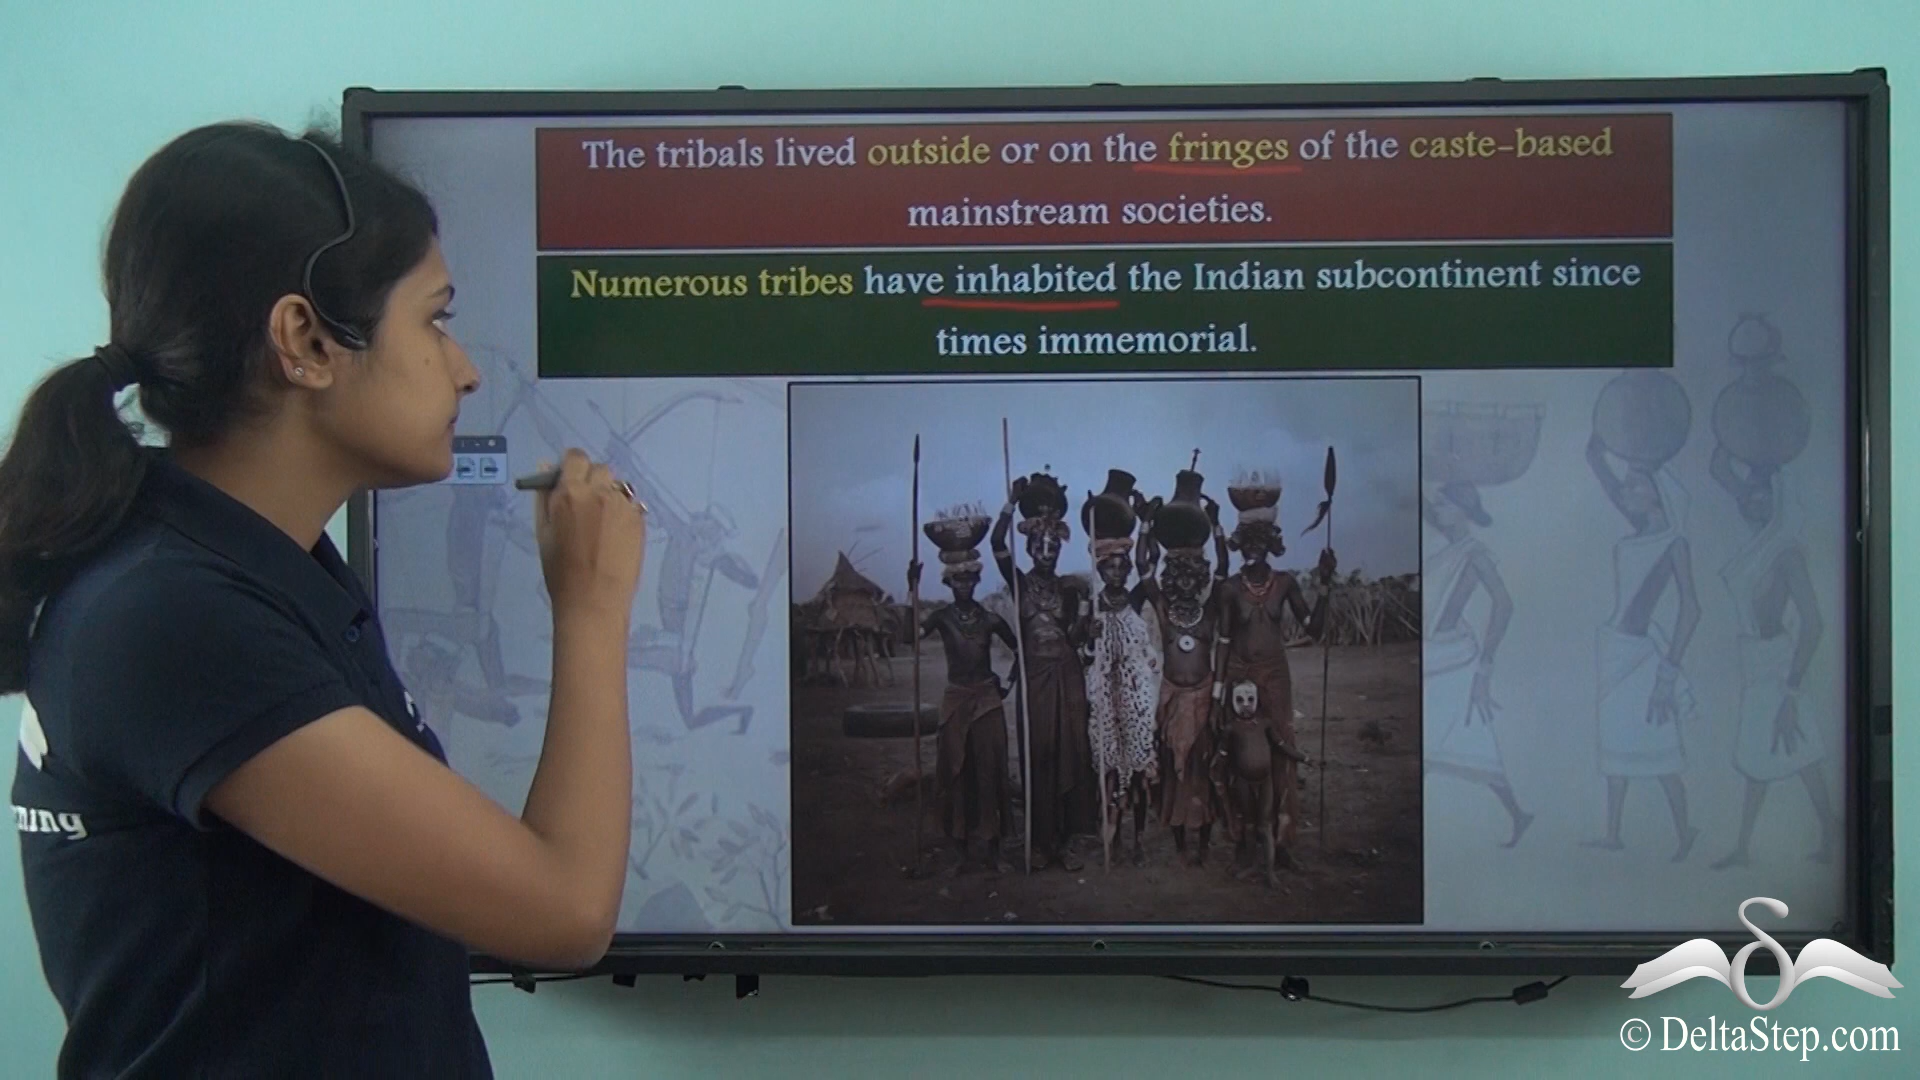 The tribals lived outside or on the fringes of the caste-based
mainstream societies.
Numerous tribes have inhabited the Indian subcontinent since
times immemorial.
ning
© DeltaStep.com